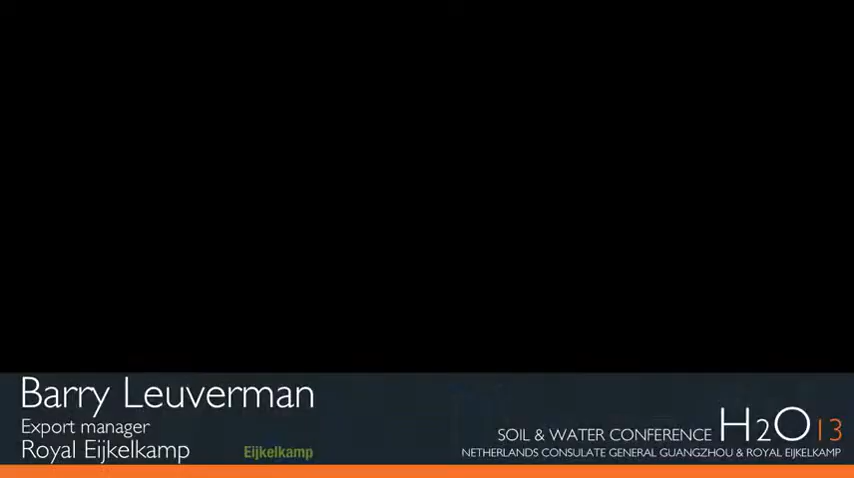 Barry Leuverman
Export manager
Royal Eijkelkamp
Eijkelkamp
SOIL & WATER CONFERENCE H2O13
NETHERLANDS CONSULATE GENERAL GUANGZHOU & ROYAL EIJKELKAMP